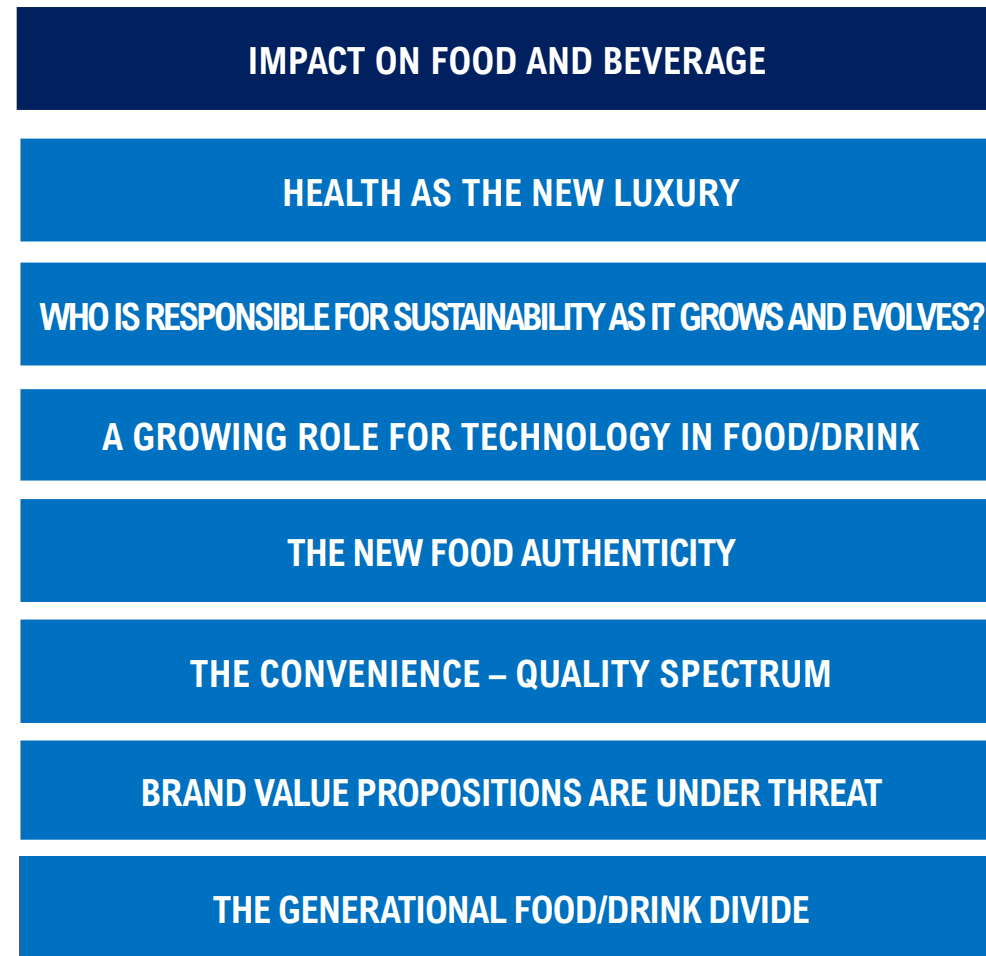 IMPACT ON FOOD AND BEVERAGE
HEALTH AS THE NEW LUXURY
WHO IS RESPONSIBLE FOR SUSTAINABILITY AS IT GROWS AND EVOLVES?
A GROWING ROLE FOR TECHNOLOGY IN FOOD/DRINK
THE NEW FOOD AUTHENTICITY
THE CONVENIENCE – QUALITY SPECTRUM
BRAND VALUE PROPOSITIONS ARE UNDER THREAT
THE GENERATIONAL FOOD/DRINK DIVIDE